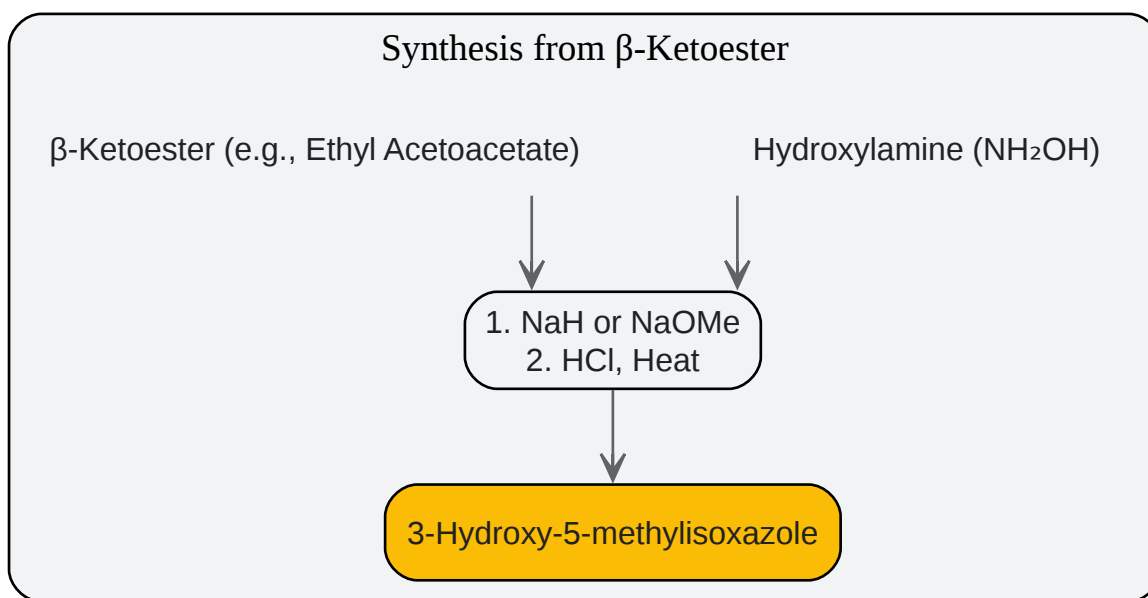 Synthesis from β-Ketoester
β-Ketoester (e.g., Ethyl Acetoacetate)
Hydroxylamine (NH₂OH)
1. NaH or NaOMe
2. HCl, Heat
3-Hydroxy-5-methylisoxazole